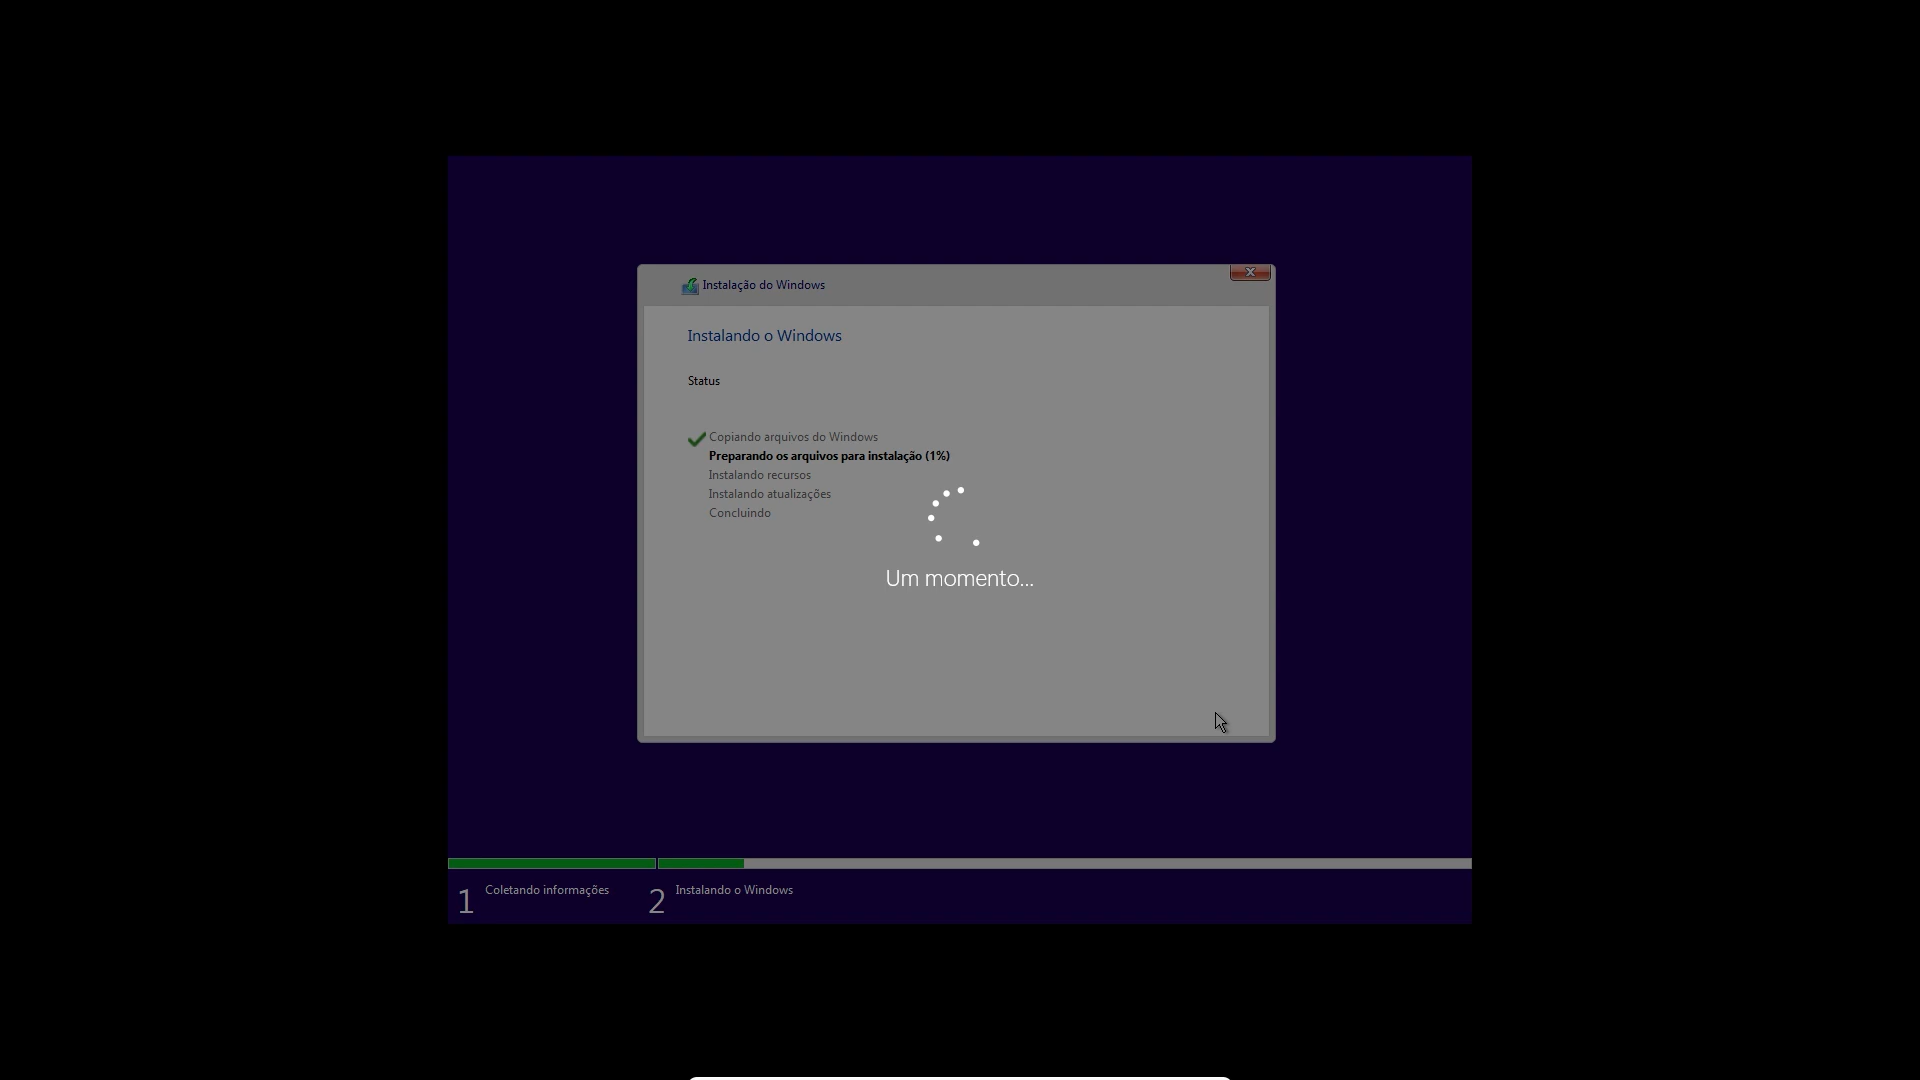 Instalação do Windows
Instalando o Windows
Status
Copiando arquivos do Windows
Preparando os arquivos para instalação (1%)
Instalando recursos
Instalando atualizações
Concluindo
Um momento...
1 Coletando informações
2 Instalando o Windows